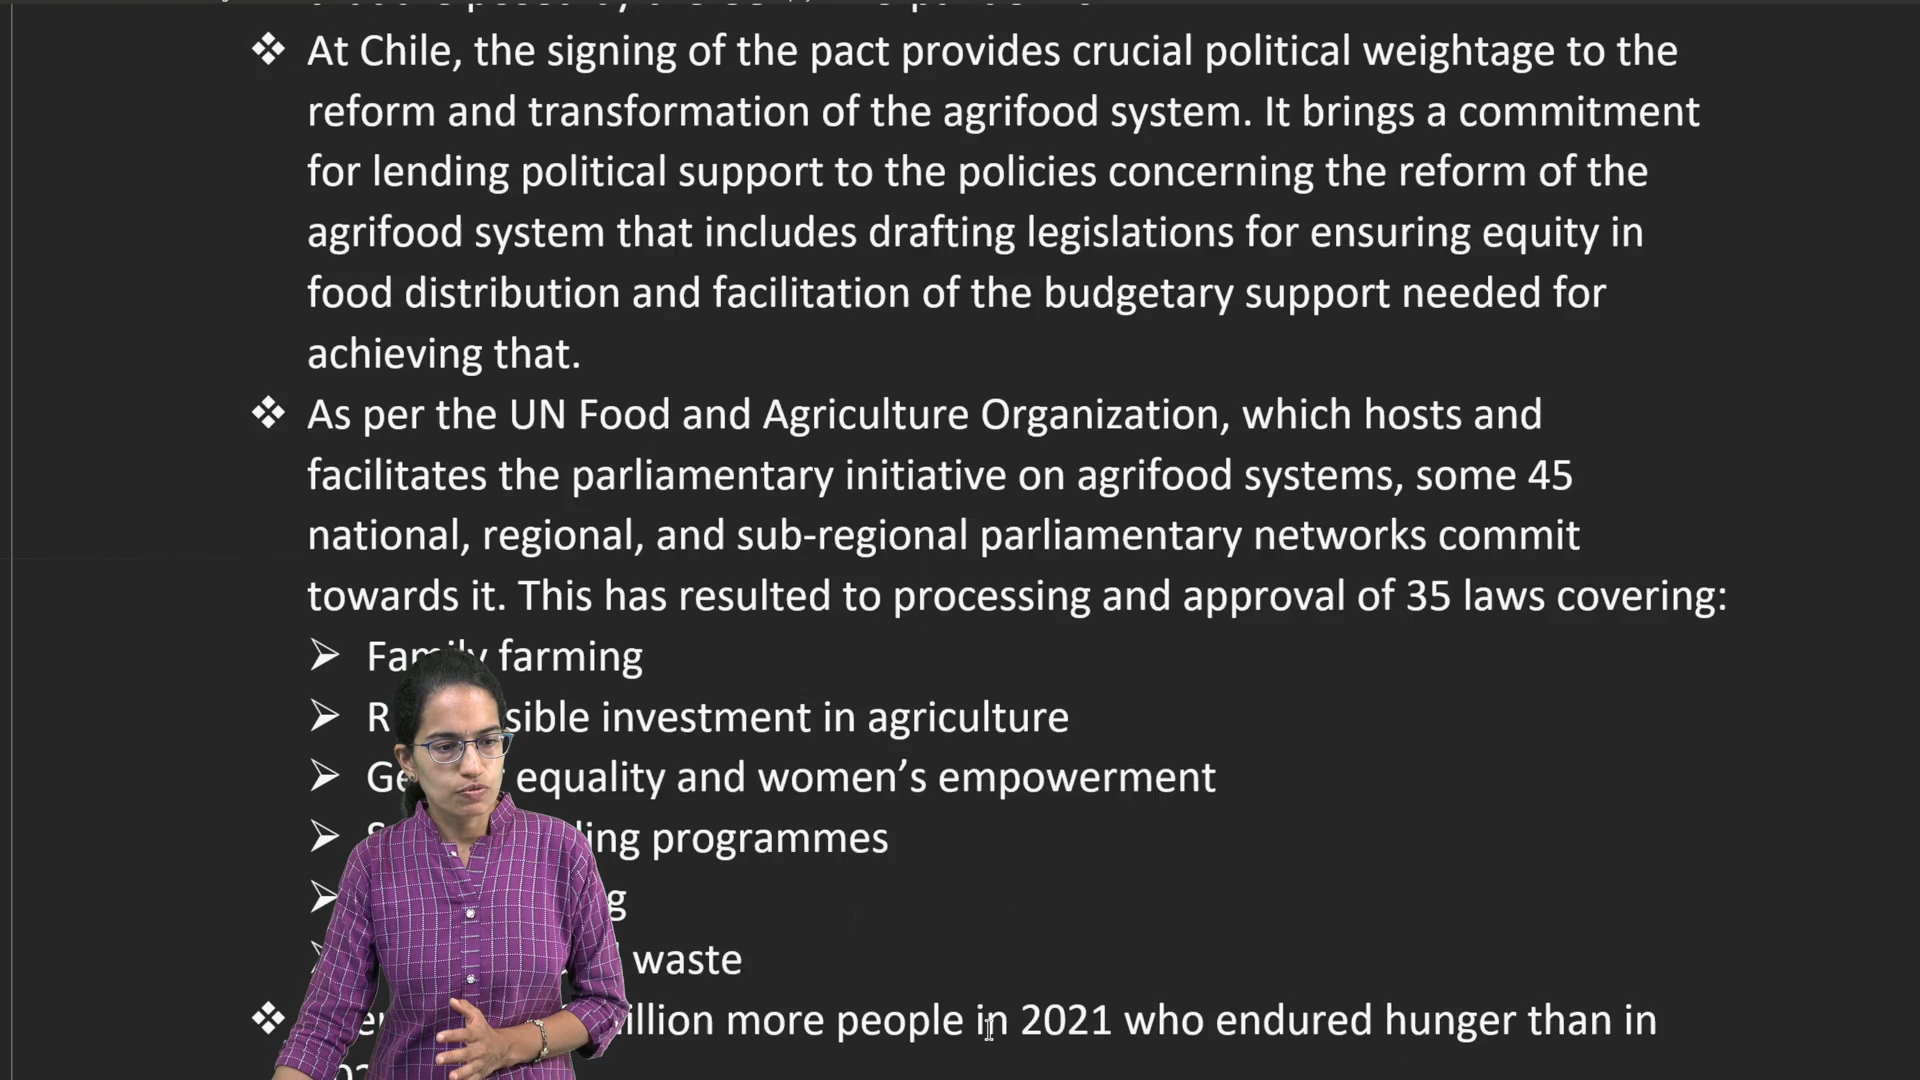 At Chile, the signing of the pact provides crucial political weightage to the
reform and transformation of the agrifood system. It brings a commitment
for lending political support to the policies concerning the reform of the
agrifood system that includes drafting legislations for ensuring equity in
food distribution and facilitation of the budgetary support needed for
achieving that.
As per the UN Food and Agriculture Organization, which hosts and
facilitates the parliamentary initiative on agrifood systems, some 45
national, regional, and sub-regional parliamentary networks commit
towards it. This has resulted to processing and approval of 35 laws covering:
Family farming
investment in agriculture
equality and women's empowerment
programmes
waste
more people in 2021 who endured hunger than in